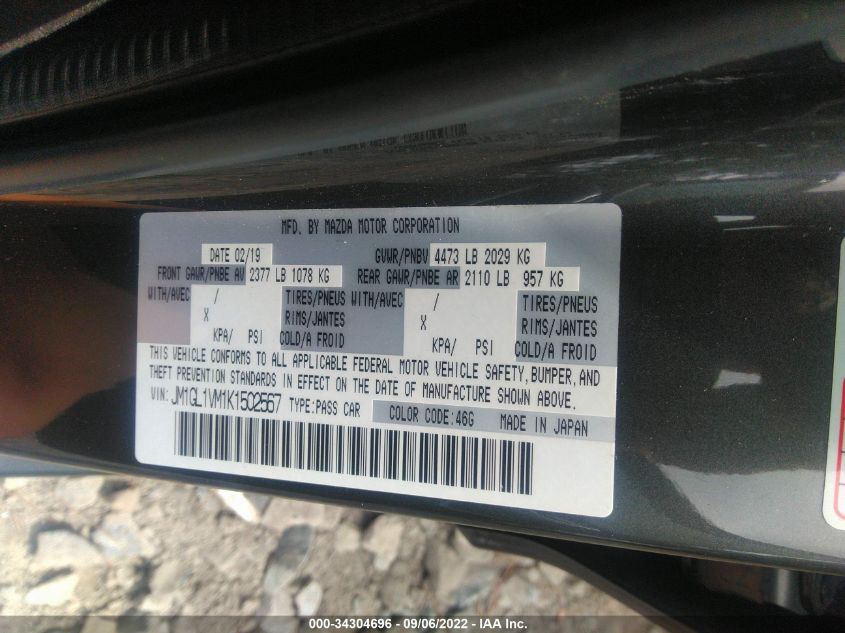 MFD. BY MAZDA MOTOR CORPORATION
DATE 02/19 GVWR/PNBV 4473 LB 2029 KG
FRONT GAWR/PNBE AV 2377 LB 1078 KG REAR GAWR/PNBE AR 2110 LB 957 KG
WITH/AVEC / TIRES/PNEUS WITH/AVEC / TIRES/PNEUS
X RIMS/JANTES X RIMS/JANTES
KPA/ PSI COLD/A FROID KPA/ PSI COLD/A FROID
THIS VEHICLE CONFORMS TO ALL APPLICABLE FEDERAL MOTOR VEHICLE SAFETY, BUMPER, AND
THEFT PREVENTION STANDARDS IN EFFECT ON THE DATE OF MANUFACTURE SHOWN ABOVE.
VIN: JM1GL1VM1K1502567 TYPE:PASS CAR COLOR CODE:46G MADE IN JAPAN
000-34304696 - 09/06/2022 - IAA Inc.